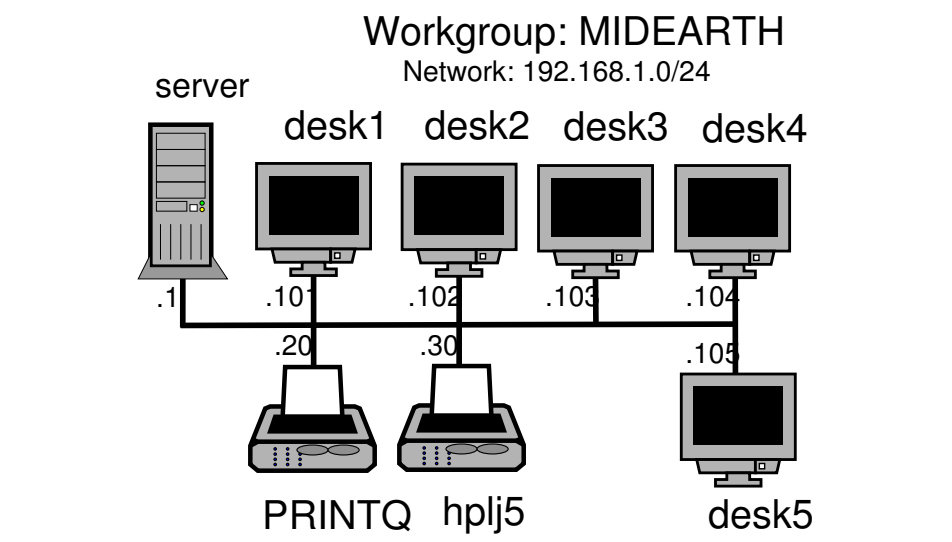 Workgroup: MIDEARTH
Network: 192.168.1.0/24
server
desk1 desk2 desk3 desk4
.1 .101 .102 .103 .104
.20 .30 .105
PRINTQ hplj5 desk5